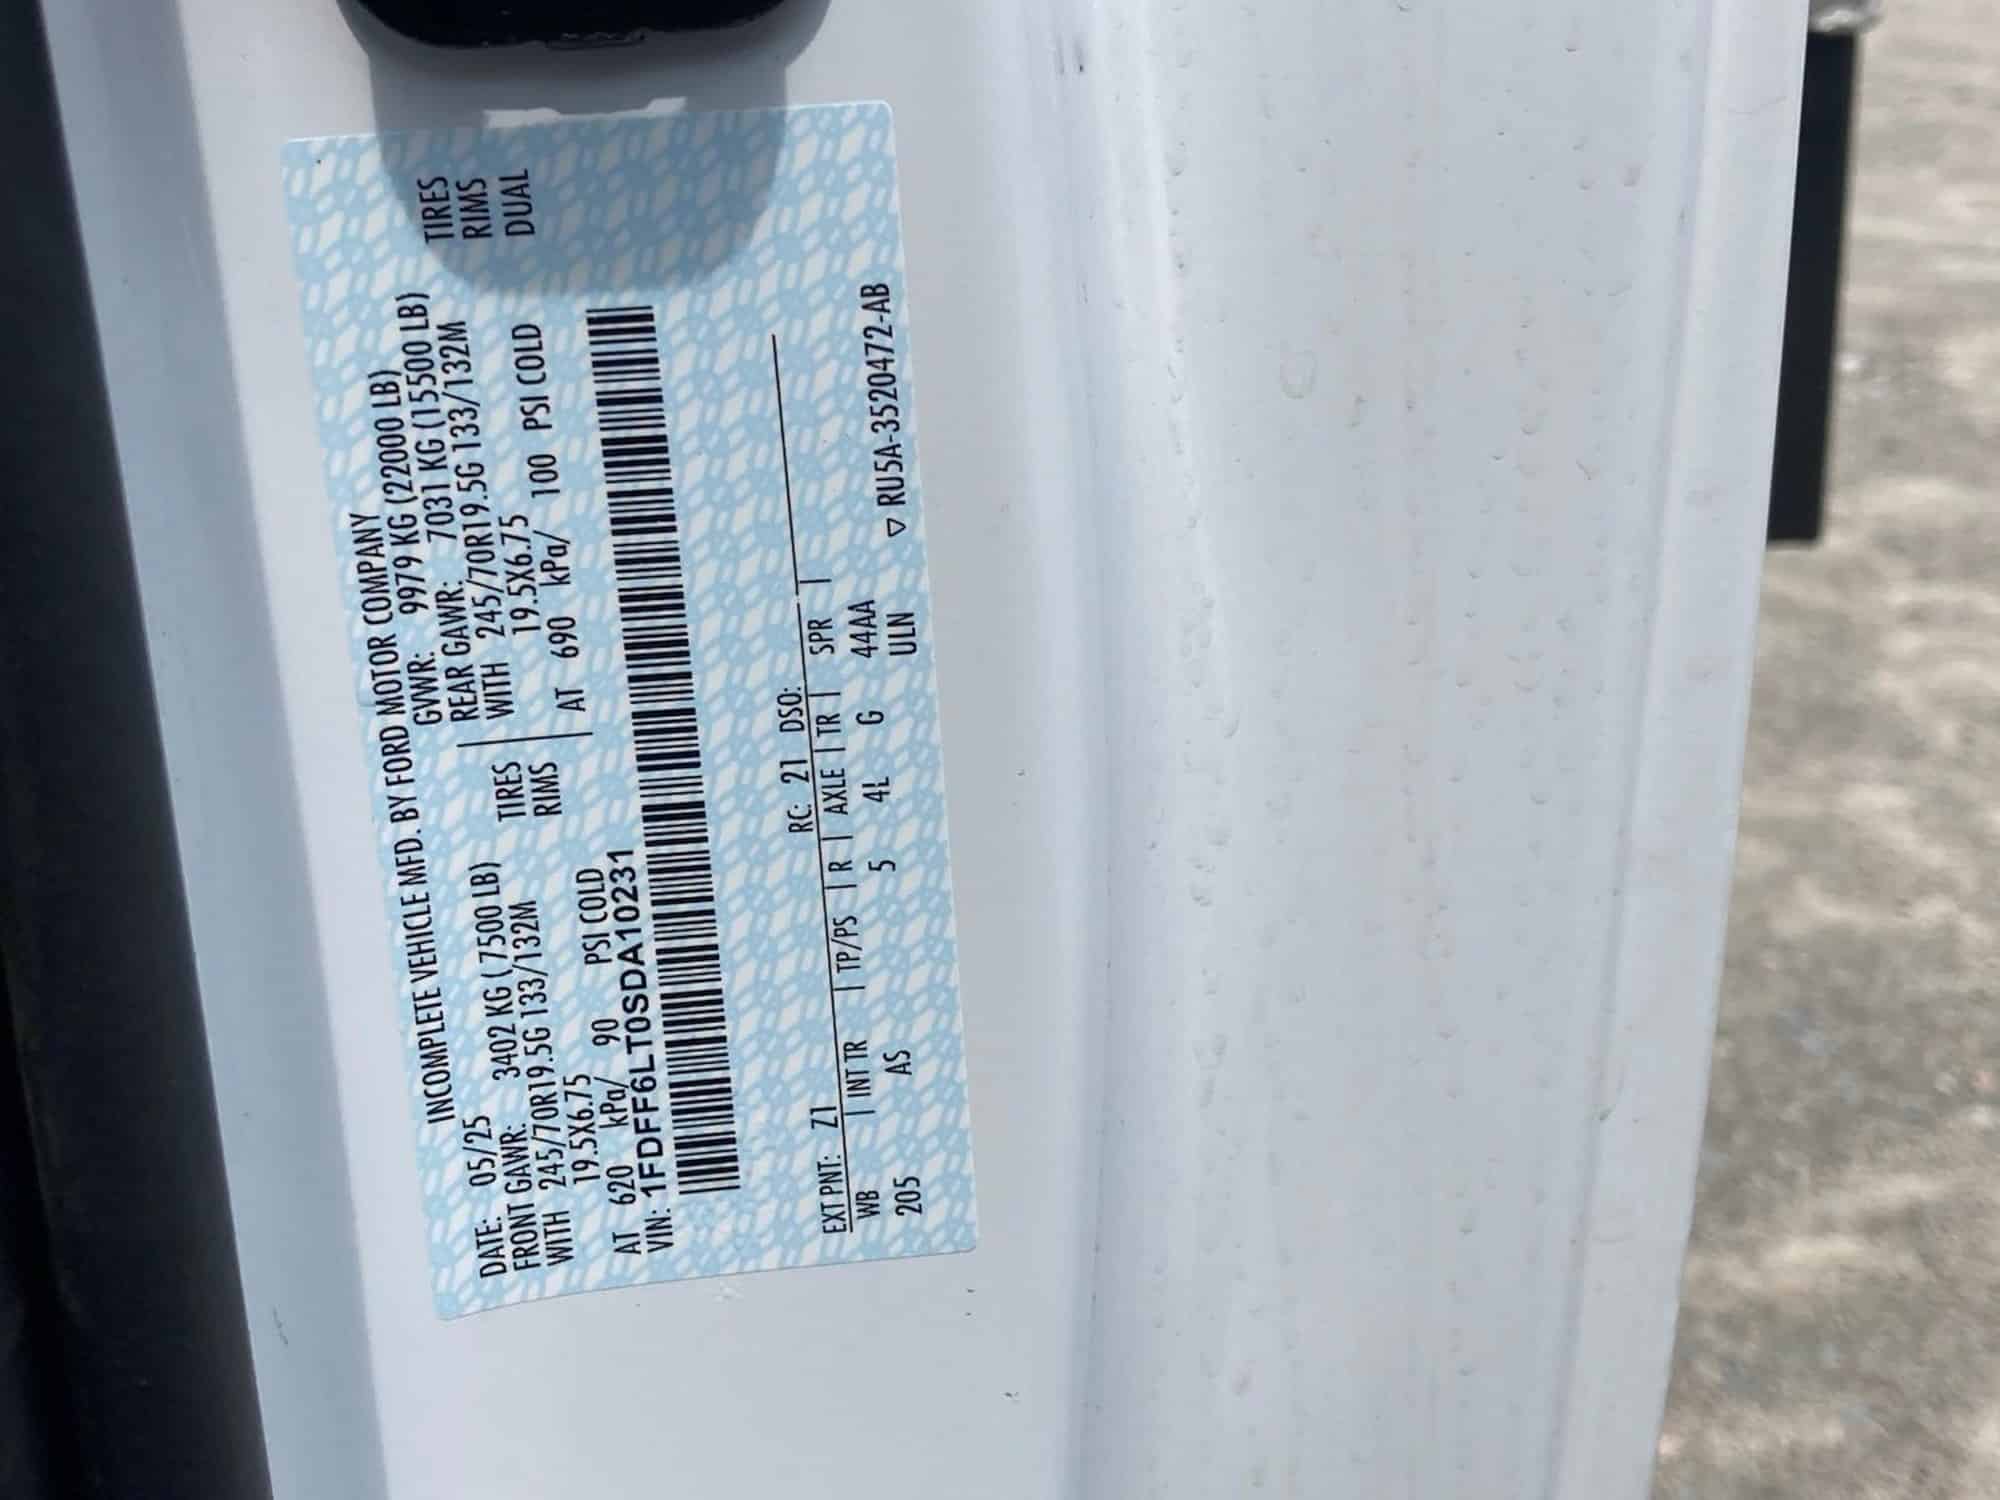 INCOMPLETE VEHICLE MFD. BY FORD MOTOR COMPANY
DATE: 05/25 GVWR: 9979 KG (22000 LB)
FRONT GAWR: 3402 KG (7500 LB) REAR GAWR: 7031 KG (15500 LB)
WITH 245/70R19.5G 133/132M TIRES WITH 245/70R19.5G 133/132M TIRES
19.5X6.75 RIMS 19.5X6.75 RIMS
AT 620 kPa/ 90 PSI COLD AT 690 kPa/ 100 PSI COLD DUAL
VIN: 1FDFF6LT0SDA10231
EXT PNT: Z1 RC: 21 DSO:
WB | INT TR | TP/PS | R | AXLE | TR | SPR |
205 AS 5 4L G 44AA
ULN ▽ RU5A-3520472-AB